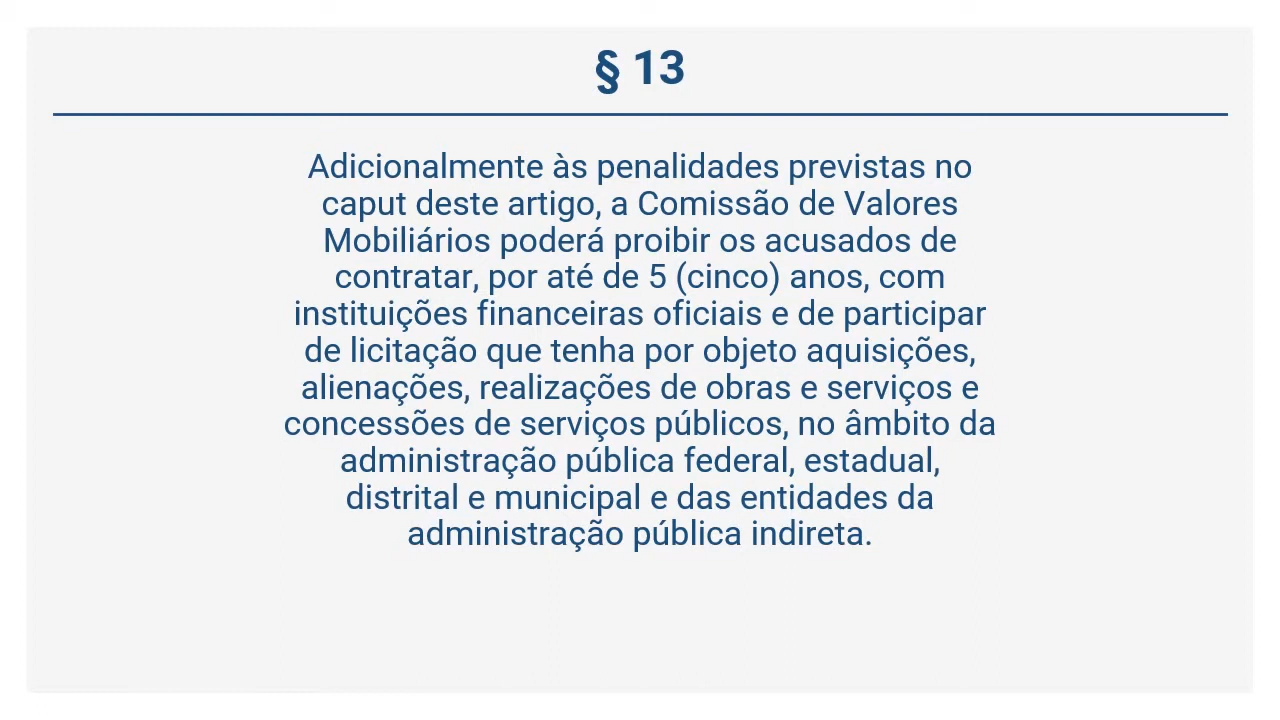 § 13
Adicionalmente às penalidades previstas no
caput deste artigo, a Comissão de Valores
Mobiliários poderá proibir os acusados de
contratar, por até de 5 (cinco) anos, com
instituições financeiras oficiais e de participar
de licitação que tenha por objeto aquisições,
alienações, realizações de obras e serviços e
concessões de serviços públicos, no âmbito da
administração pública federal, estadual,
distrital e municipal e das entidades da
administração pública indireta.